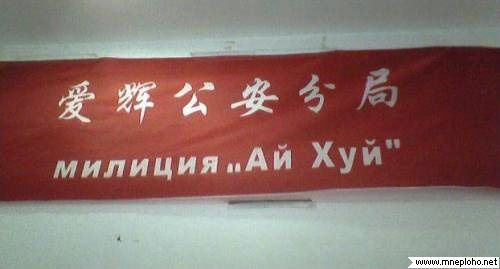 爱辉公安分局
милиция „Ай Хуй"
www.mneploho.net